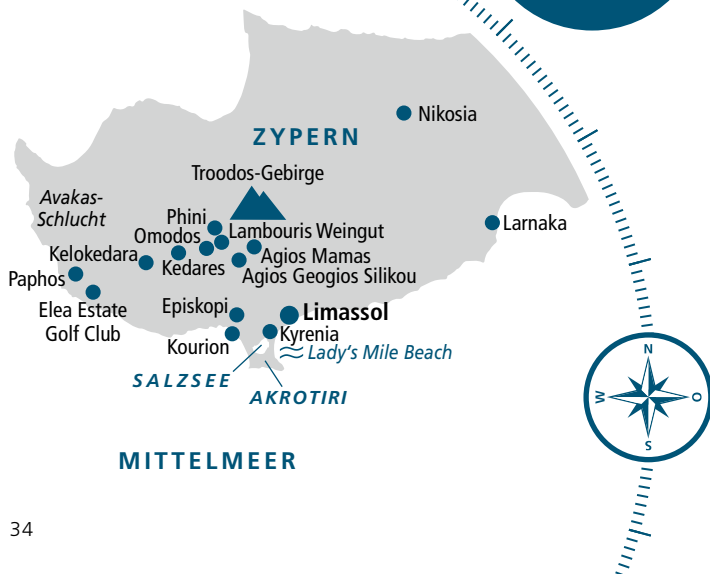 Nikosia
ZYPERN
Troodos-Gebirge
Avakas-
Schlucht
Phini
Lambouris Weingut
Larnaka
Omodos
Agios Mamas
Kelokedara
Kedares
Agios Geogios Silikou
Paphos
Elea Estate
Golf Club
Episkopi
Limassol
Kyrenia
Kourion
Lady's Mile Beach
SALZSEE
AKROTIRI
N
W
O
S
MITTELMEER
34